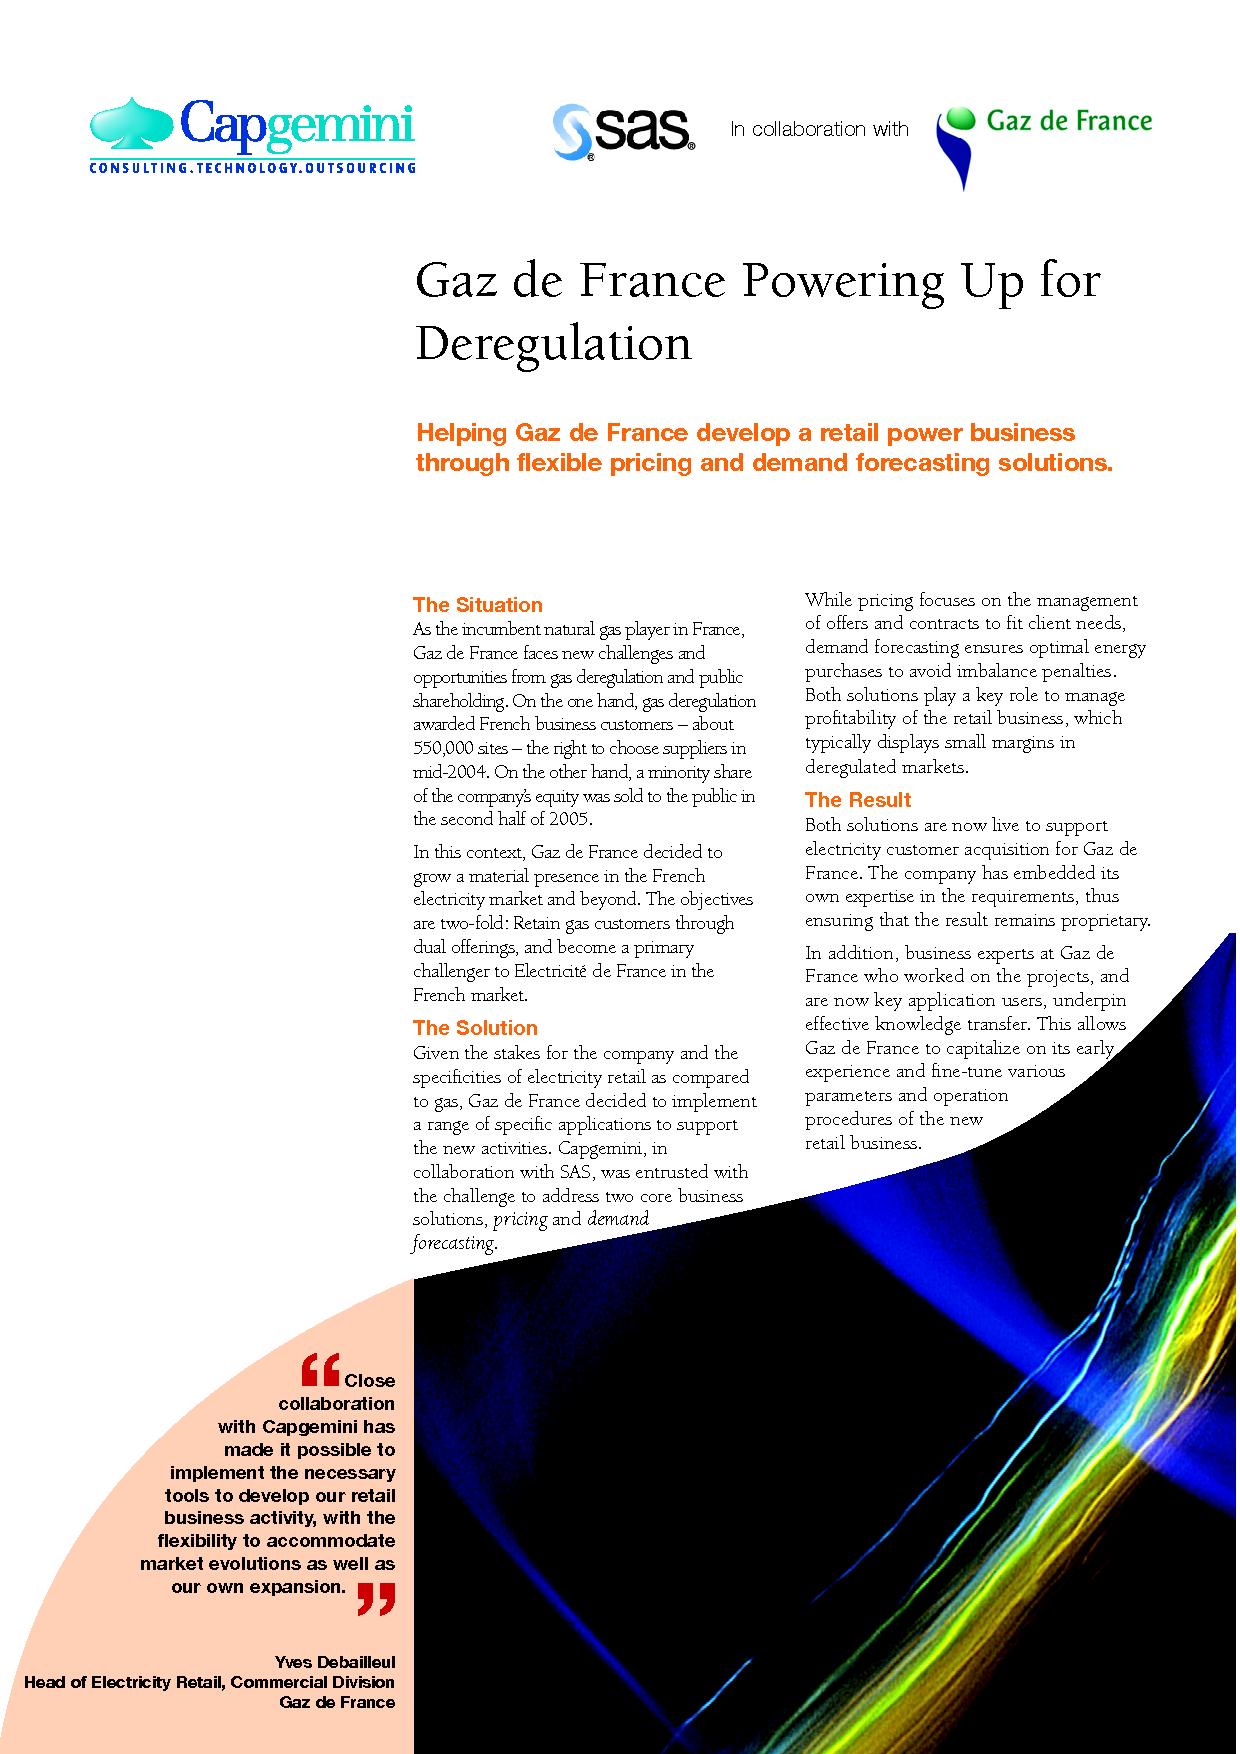 Capgemini
CONSULTING.TECHNOLOGY.OUTSOURCING
sas®
®
In collaboration with
Gaz de France
Gaz de France Powering Up for
Deregulation
Helping Gaz de France develop a retail power business
through flexible pricing and demand forecasting solutions.
The Situation
As the incumbent natural gas player in France,
Gaz de France faces new challenges and
opportunities from gas deregulation and public
shareholding. On the one hand, gas deregulation
awarded French business customers – about
550,000 sites – the right to choose suppliers in
mid-2004. On the other hand, a minority share
of the company's equity was sold to the public in
the second half of 2005.
In this context, Gaz de France decided to
grow a material presence in the French
electricity market and beyond. The objectives
are two-fold: Retain gas customers through
dual offerings, and become a primary
challenger to Electricité de France in the
French market.
The Solution
Given the stakes for the company and the
specificities of electricity retail as compared
to gas, Gaz de France decided to implement
a range of specific applications to support
the new activities. Capgemini, in
collaboration with SAS, was entrusted with
the challenge to address two core business
solutions, pricing and demand
forecasting.
While pricing focuses on the management
of offers and contracts to fit client needs,
demand forecasting ensures optimal energy
purchases to avoid imbalance penalties.
Both solutions play a key role to manage
profitability of the retail business, which
typically displays small margins in
deregulated markets.
The Result
Both solutions are now live to support
electricity customer acquisition for Gaz de
France. The company has embedded its
own expertise in the requirements, thus
ensuring that the result remains proprietary.
In addition, business experts at Gaz de
France who worked on the projects, and
are now key application users, underpin
effective knowledge transfer. This allows
Gaz de France to capitalize on its early
experience and fine-tune various
parameters and operation
procedures of the new
retail business.
“Close
collaboration
with Capgemini has
made it possible to
implement the necessary
tools to develop our retail
business activity, with the
flexibility to accommodate
market evolutions as well as
our own expansion.”
Yves Debailleul
Head of Electricity Retail, Commercial Division
Gaz de France